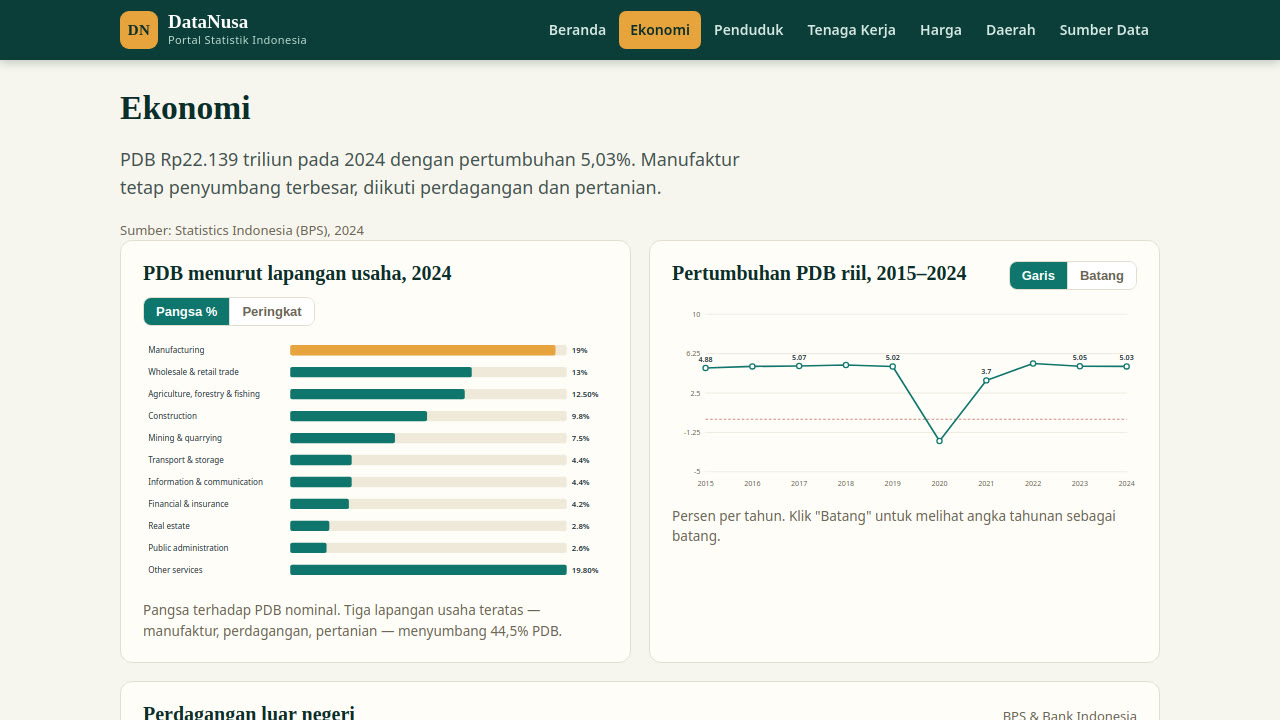 DN
DataNusa
Portal Statistik Indonesia
Beranda
Ekonomi
Penduduk
Tenaga Kerja
Harga
Daerah
Sumber Data
Ekonomi
PDB Rp22.139 triliun pada 2024 dengan pertumbuhan 5,03%. Manufaktur
tetap penyumbang terbesar, diikuti perdagangan dan pertanian.
Sumber: Statistics Indonesia (BPS), 2024
PDB menurut lapangan usaha, 2024
Pangsa %
Peringkat
Manufacturing 19%
Wholesale & retail trade 13%
Agriculture, forestry & fishing 12.50%
Construction 9.8%
Mining & quarrying 7.5%
Transport & storage 4.4%
Information & communication 4.4%
Financial & insurance 4.2%
Real estate 2.8%
Public administration 2.6%
Other services 19.80%
Pangsa terhadap PDB nominal. Tiga lapangan usaha teratas —
manufaktur, perdagangan, pertanian — menyumbang 44,5% PDB.
Pertumbuhan PDB riil, 2015–2024
Garis
Batang
10
6.25
2.5
-1.25
-5
4.88
5.07
5.02
3.7
5.05
5.03
2015 2016 2017 2018 2019 2020 2021 2022 2023 2024
Persen per tahun. Klik "Batang" untuk melihat angka tahunan sebagai
batang.
Perdagangan luar negeri
BPS & Bank Indonesia